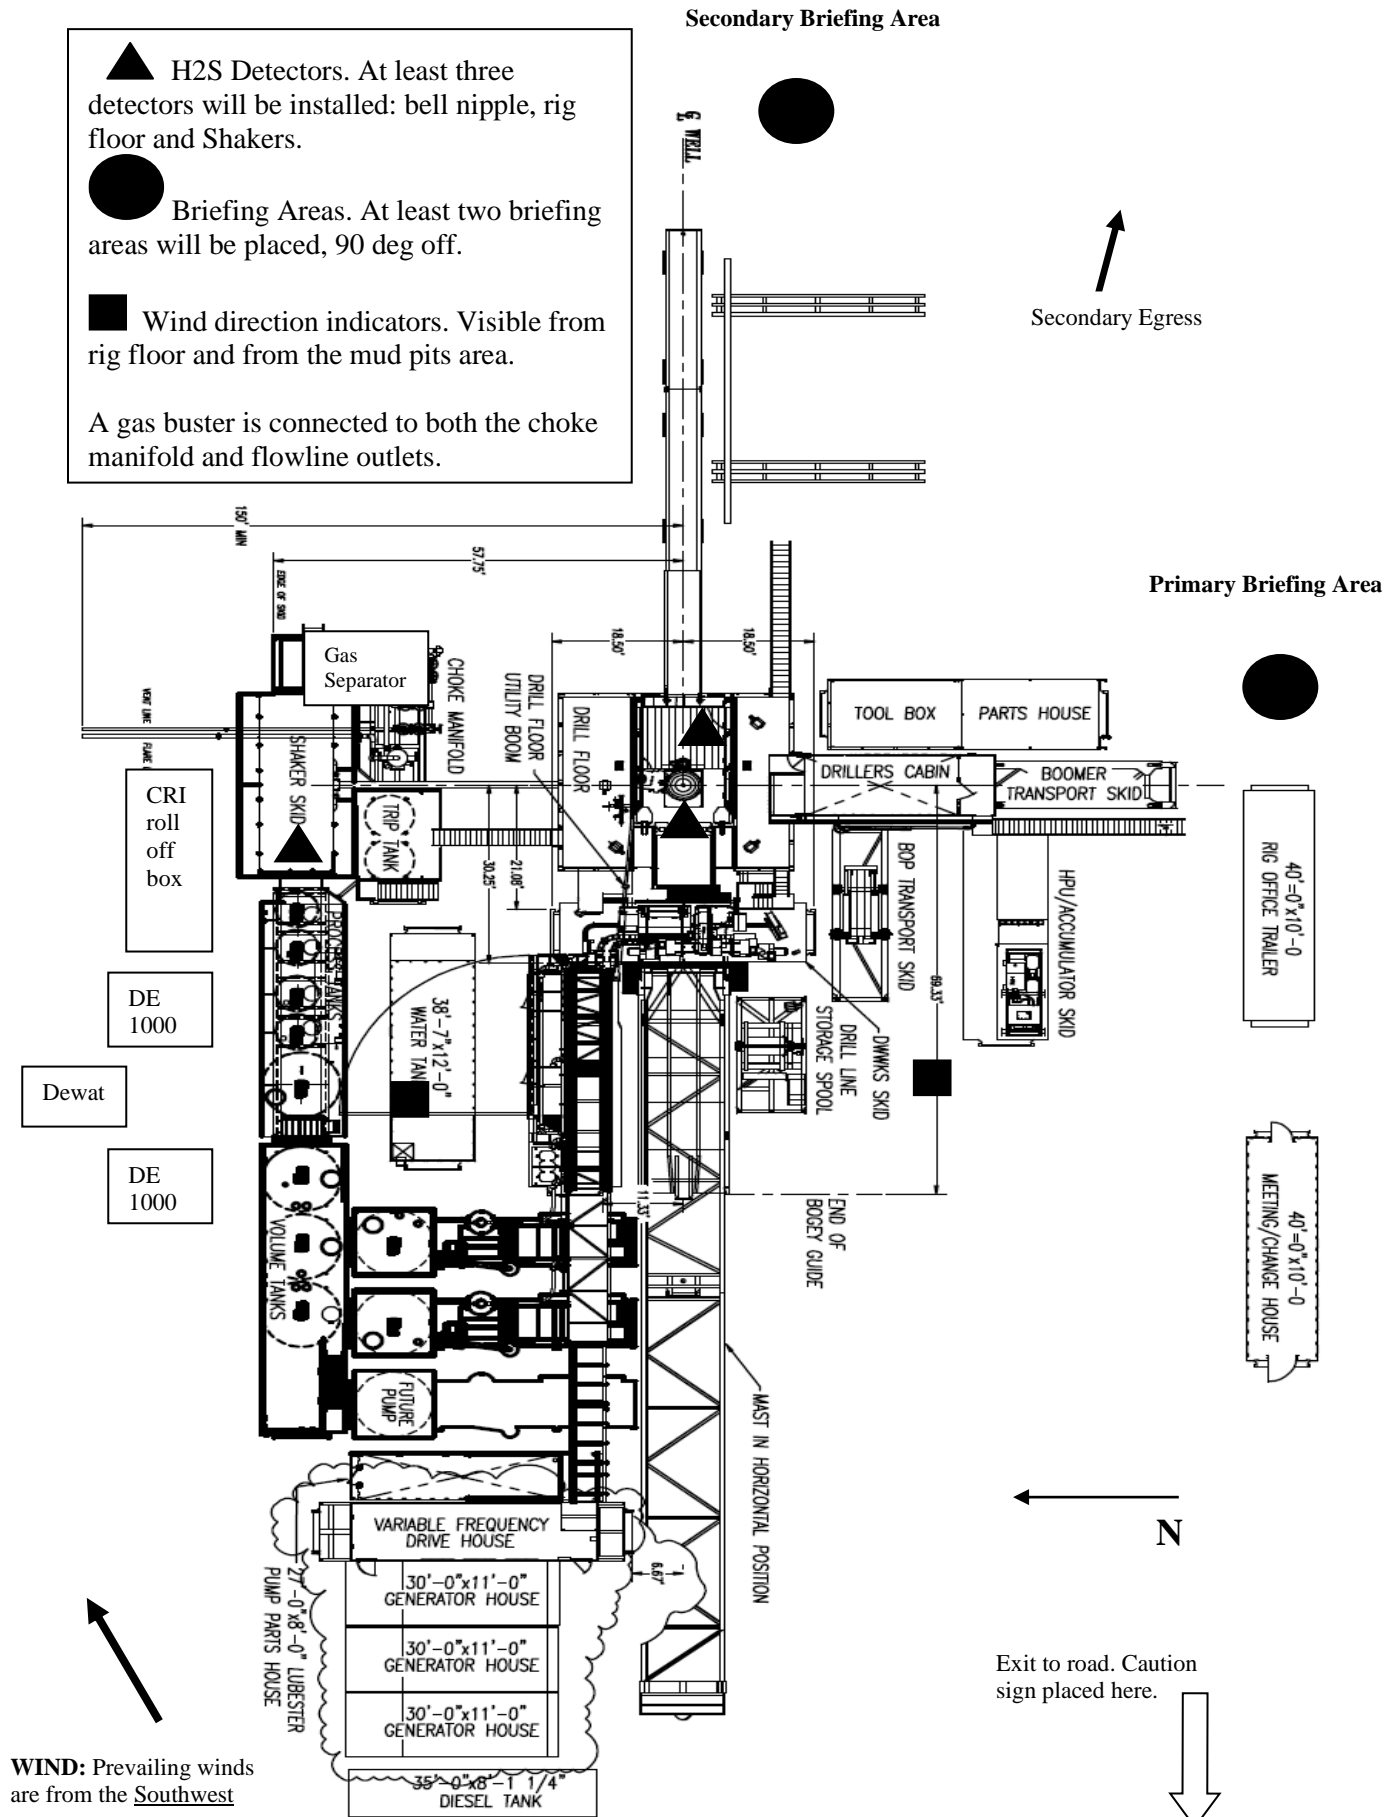 Secondary Briefing Area
H2S Detectors. At least three
detectors will be installed: bell nipple, rig
floor and Shakers.
Briefing Areas. At least two briefing
areas will be placed, 90 deg off.
Wind direction indicators. Visible from
rig floor and from the mud pits area.
A gas buster is connected to both the choke
manifold and flowline outlets.
WELL
Secondary Egress
150' MIN
57.75'
EDGE OF SKID
Primary Briefing Area
18.50'
18.50'
Gas
Separator
CHOKE MANIFOLD
DRILL FLOOR
UTILITY BOOM
DRILL FLOOR
TOOL BOX
PARTS HOUSE
VENT LINE
SHAKER SKID
DRILLERS CABIN
BOOMER
TRANSPORT SKID
CRI
roll
off
box
TRIP TANK
30.25'
21.08'
BOP TRANSPORT SKID
HPU/ACCUMULATOR SKID
40'=0"x10'-0
RIG OFFICE TRAILER
PROCESS TANKS
DE
1000
38'-7"x12'-0"
WATER TANK
69.33'
DRILL LINE
STORAGE SPOOL
DWWKS SKID
Dewat
DE
1000
VOLUME TANKS
11.33'
END OF
BOGEY GUIDE
40'=0"x10'-0
MEETING/CHANGE HOUSE
FUTURE
PUMP
MAST IN HORIZONTAL POSITION
VARIABLE FREQUENCY
DRIVE HOUSE
N
6.67'
27'-0"x8'-0" LUBESTER
PUMP PARTS HOUSE
30'-0"x11'-0"
GENERATOR HOUSE
30'-0"x11'-0"
GENERATOR HOUSE
30'-0"x11'-0"
GENERATOR HOUSE
Exit to road. Caution
sign placed here.
WIND: Prevailing winds
are from the Southwest
35'-0"x8'-1 1/4"
DIESEL TANK